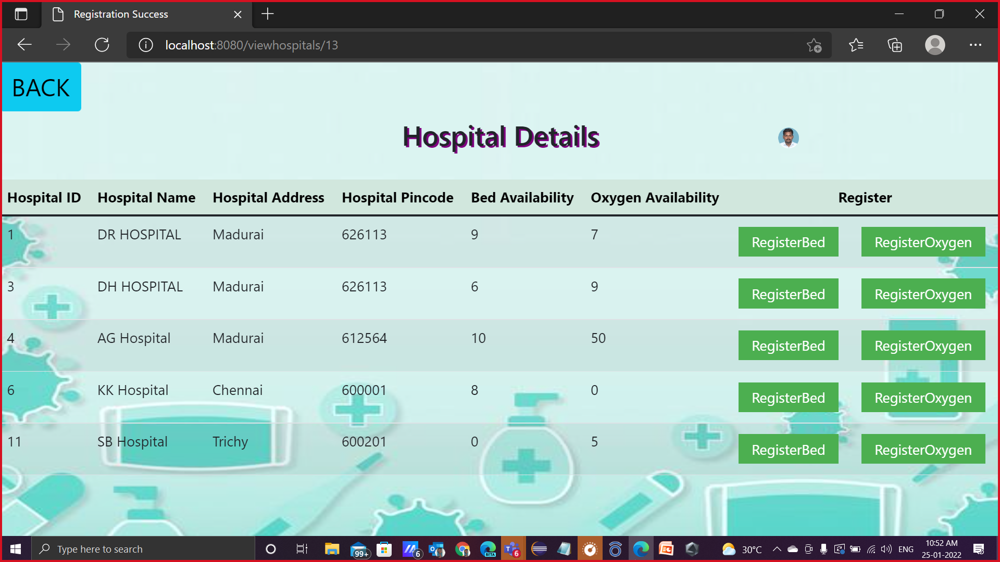 Registration Success
localhost:8080/viewhospitals/13
BACK
Hospital Details
Hospital ID Hospital Name Hospital Address Hospital Pincode Bed Availability Oxygen Availability Register
1 DR HOSPITAL Madurai 626113 9 7 RegisterBed RegisterOxygen
3 DH HOSPITAL Madurai 626113 6 9 RegisterBed RegisterOxygen
4 AG Hospital Madurai 612564 10 50 RegisterBed RegisterOxygen
6 KK Hospital Chennai 600001 8 0 RegisterBed RegisterOxygen
11 SB Hospital Trichy 600201 0 5 RegisterBed RegisterOxygen
Type here to search 99+ 6 BETA 6 30°C ENG 10:52 AM
25-01-2022